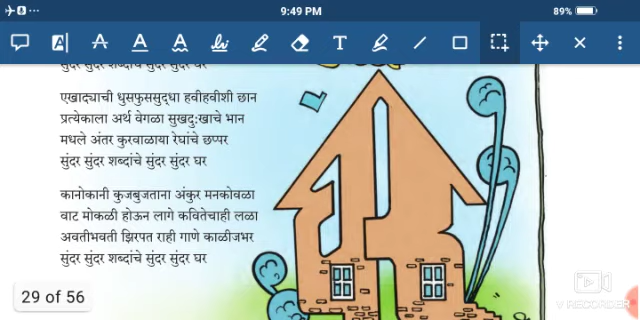 9:49 PM
89%
सुंदर सुंदर शब्दांचे सुंदर सुंदर घर
एखाद्याची धुसफुससुद्धा हवीहवीशी छान
प्रत्येकाला अर्थ वेगळा सुखदुःखाचे भान
मधले अंतर कुरवाळाया रेघांचे छप्पर
सुंदर सुंदर शब्दांचे सुंदर सुंदर घर
कानोकानी कुजबुजताना अंकुर मनकोवळा
वाट मोकळी होऊन लागे कवितेचाही लळा
अवतीभवती झिरपत राही गाणे काळीजभर
सुंदर सुंदर शब्दांचे सुंदर सुंदर घर
29 of 56
V RECORDER